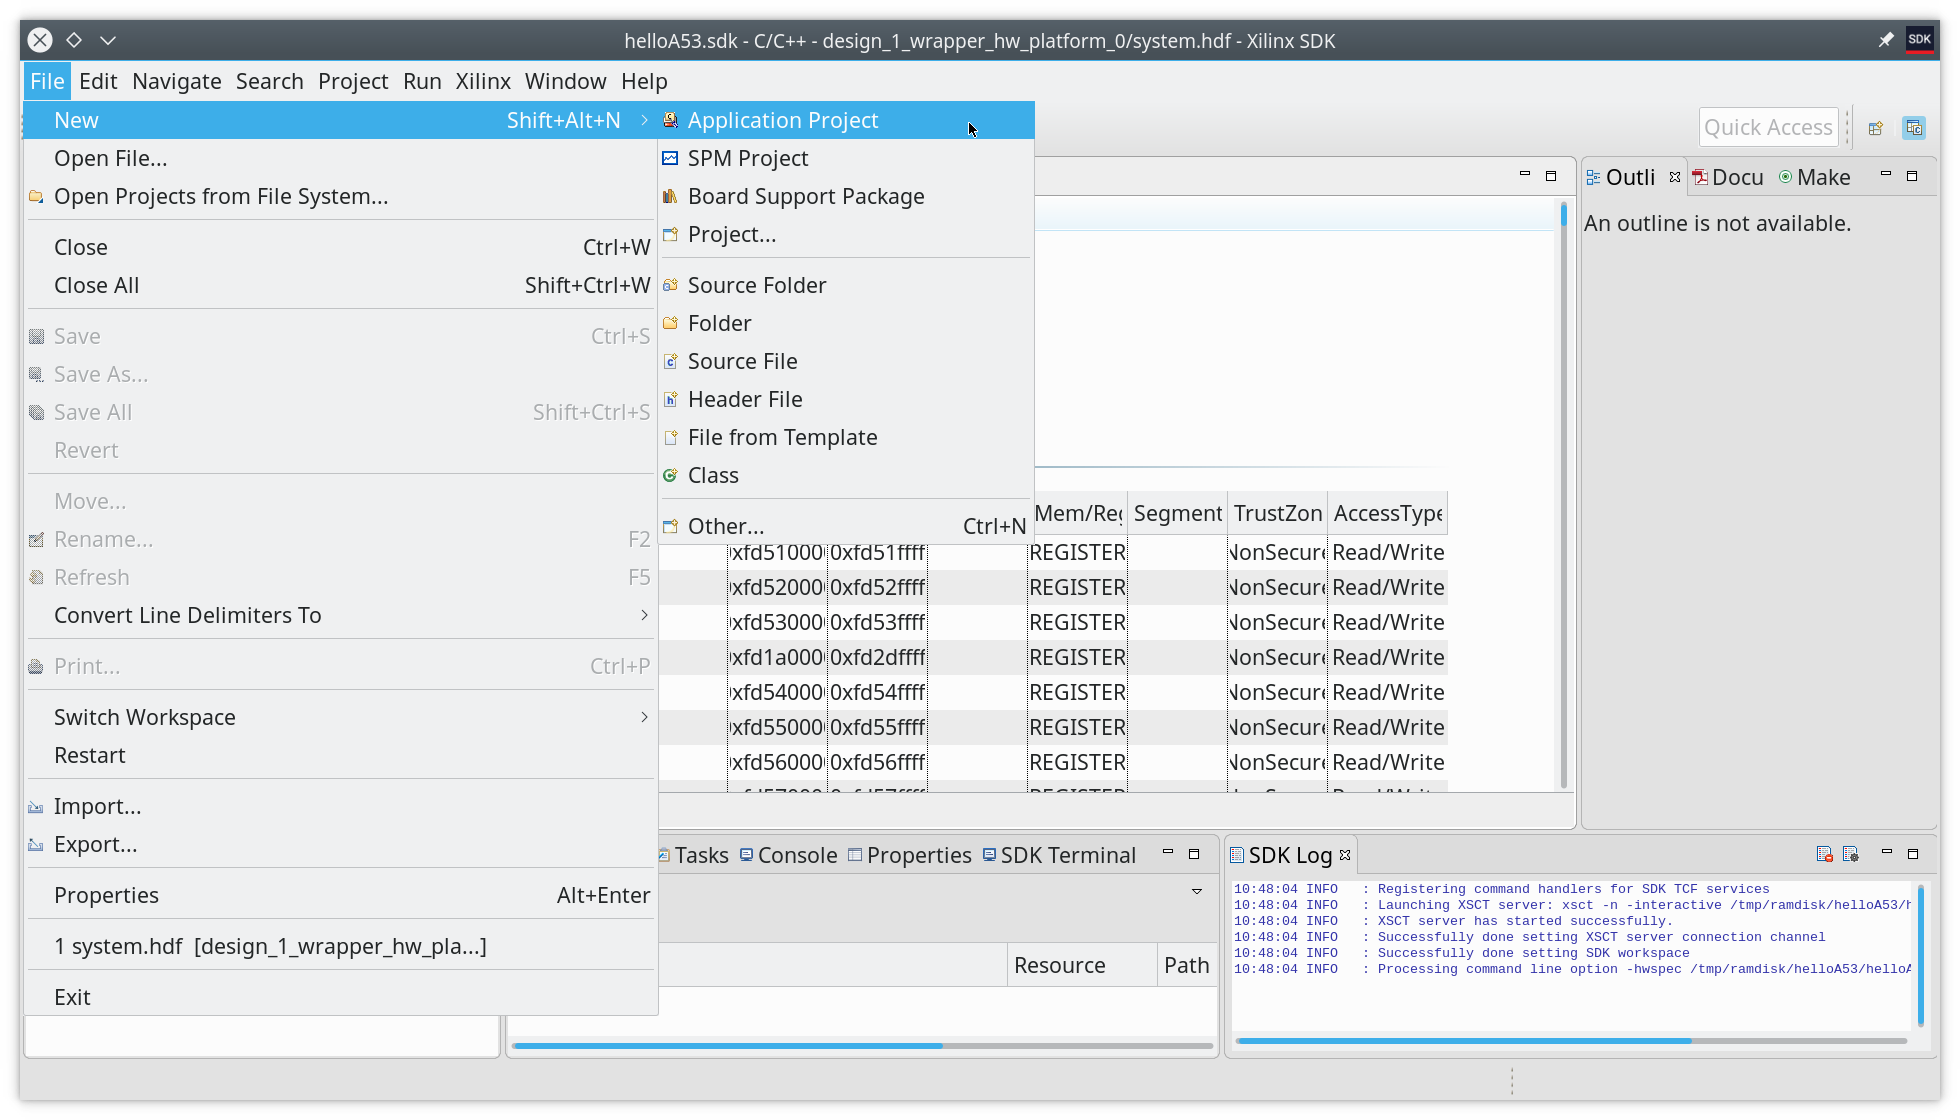 helloA53.sdk - C/C++ - design_1_wrapper_hw_platform_0/system.hdf - Xilinx SDK
SDK
File Edit Navigate Search Project Run Xilinx Window Help
New Shift+Alt+N
Open File...
Open Projects from File System...
Close Ctrl+W
Close All Shift+Ctrl+W
Save Ctrl+S
Save As...
Save All Shift+Ctrl+S
Revert
Move...
Rename... F2
Refresh F5
Convert Line Delimiters To
Print... Ctrl+P
Switch Workspace
Restart
Import...
Export...
Properties Alt+Enter
1 system.hdf [design_1_wrapper_hw_pla...]
Exit
Application Project
SPM Project
Board Support Package
Project...
Source Folder
Folder
Source File
Header File
File from Template
Class
Other... Ctrl+N
Quick Access
Outli Docu Make
An outline is not available.
Mem/Reg Segment TrustZon AccessType
xfd51000 0xfd51ffff REGISTER NonSecure Read/Write
xfd52000 0xfd52ffff REGISTER NonSecure Read/Write
xfd53000 0xfd53ffff REGISTER NonSecure Read/Write
xfd1a000 0xfd2dffff REGISTER NonSecure Read/Write
xfd54000 0xfd54ffff REGISTER NonSecure Read/Write
xfd55000 0xfd55ffff REGISTER NonSecure Read/Write
xfd56000 0xfd56ffff REGISTER NonSecure Read/Write
Tasks Console Properties SDK Terminal
Resource Path
SDK Log
10:48:04 INFO : Registering command handlers for SDK TCF services
10:48:04 INFO : Launching XSCT server: xsct -n -interactive /tmp/ramdisk/helloA53/h
10:48:04 INFO : XSCT server has started successfully.
10:48:04 INFO : Successfully done setting XSCT server connection channel
10:48:04 INFO : Successfully done setting SDK workspace
10:48:04 INFO : Processing command line option -hwspec /tmp/ramdisk/helloA53/helloA